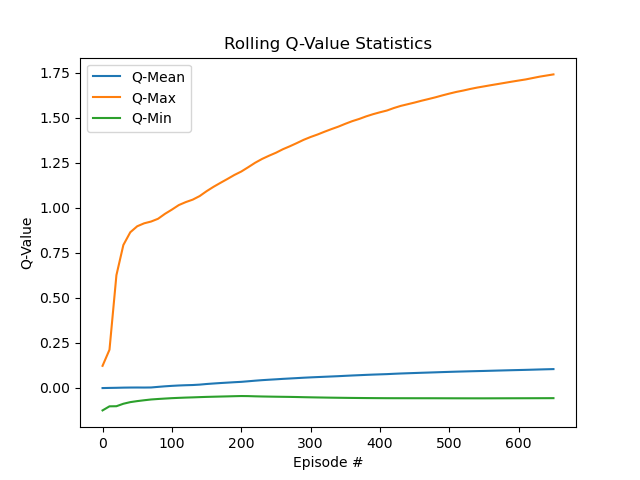 Rolling Q-Value Statistics
Q-Mean
Q-Max
Q-Min
1.75
1.50
1.25
1.00
0.75
0.50
0.25
0.00
Q-Value
0 100 200 300 400 500 600
Episode #